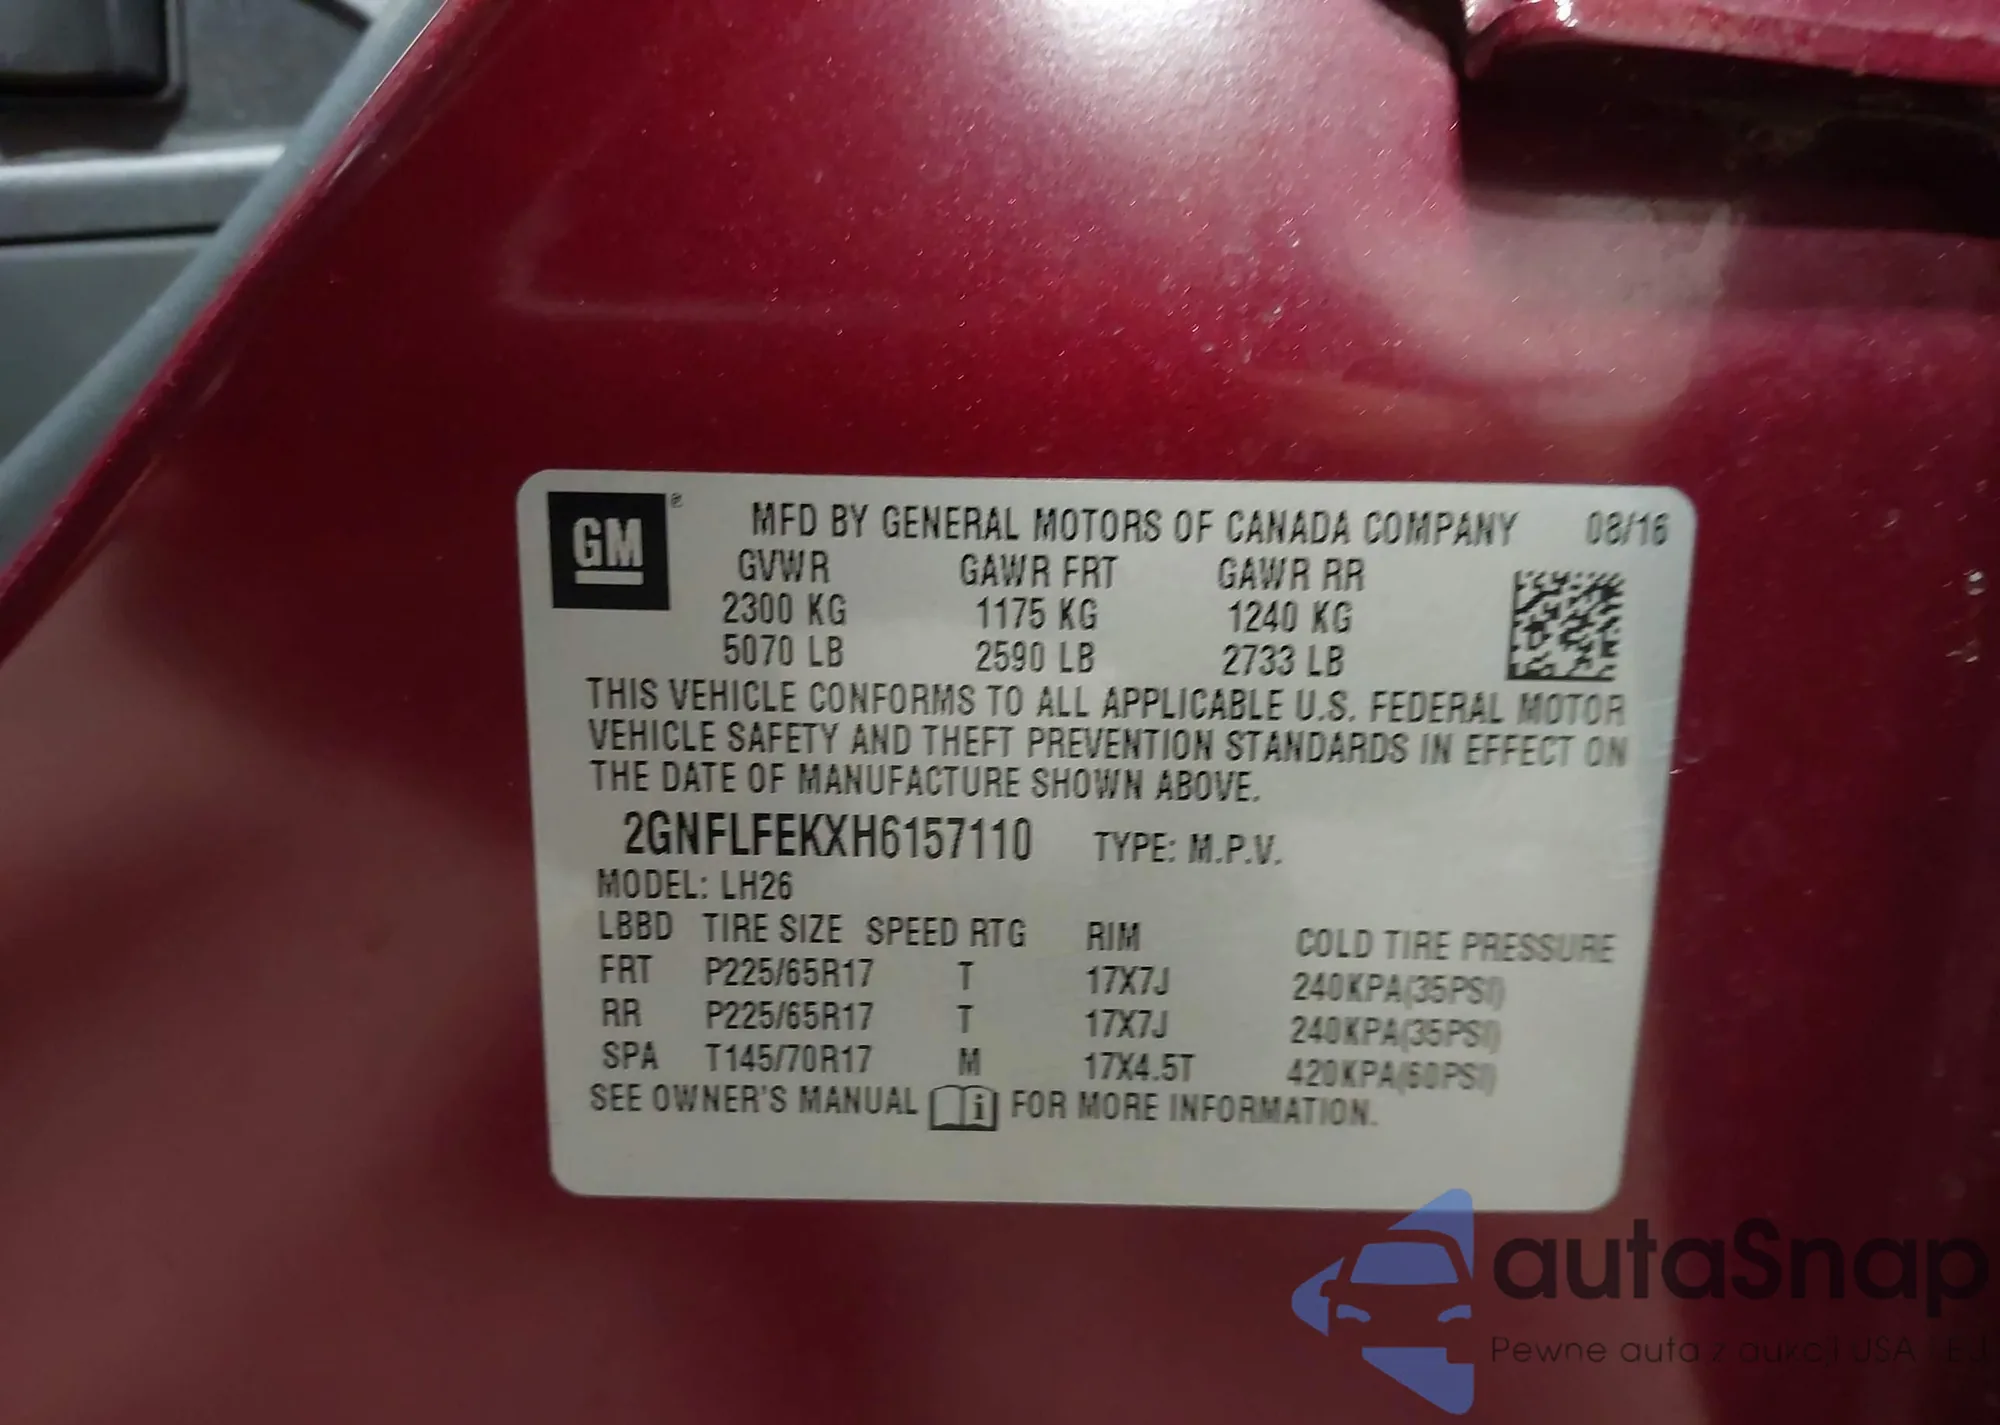 GM ®
MFD BY GENERAL MOTORS OF CANADA COMPANY 08/16
GVWR GAWR FRT GAWR RR
2300 KG 1175 KG 1240 KG
5070 LB 2590 LB 2733 LB
THIS VEHICLE CONFORMS TO ALL APPLICABLE U.S. FEDERAL MOTOR
VEHICLE SAFETY AND THEFT PREVENTION STANDARDS IN EFFECT ON
THE DATE OF MANUFACTURE SHOWN ABOVE.
2GNFLFEKXH6157110 TYPE: M.P.V.
MODEL: LH26
LBBD TIRE SIZE SPEED RTG RIM COLD TIRE PRESSURE
FRT P225/65R17 T 17X7J 240KPA(35PSI)
RR P225/65R17 T 17X7J 240KPA(35PSI)
SPA T145/70R17 M 17X4.5T 420KPA(60PSI)
SEE OWNER'S MANUAL i FOR MORE INFORMATION.
autaSnap
Pewne auta z aukcji USA